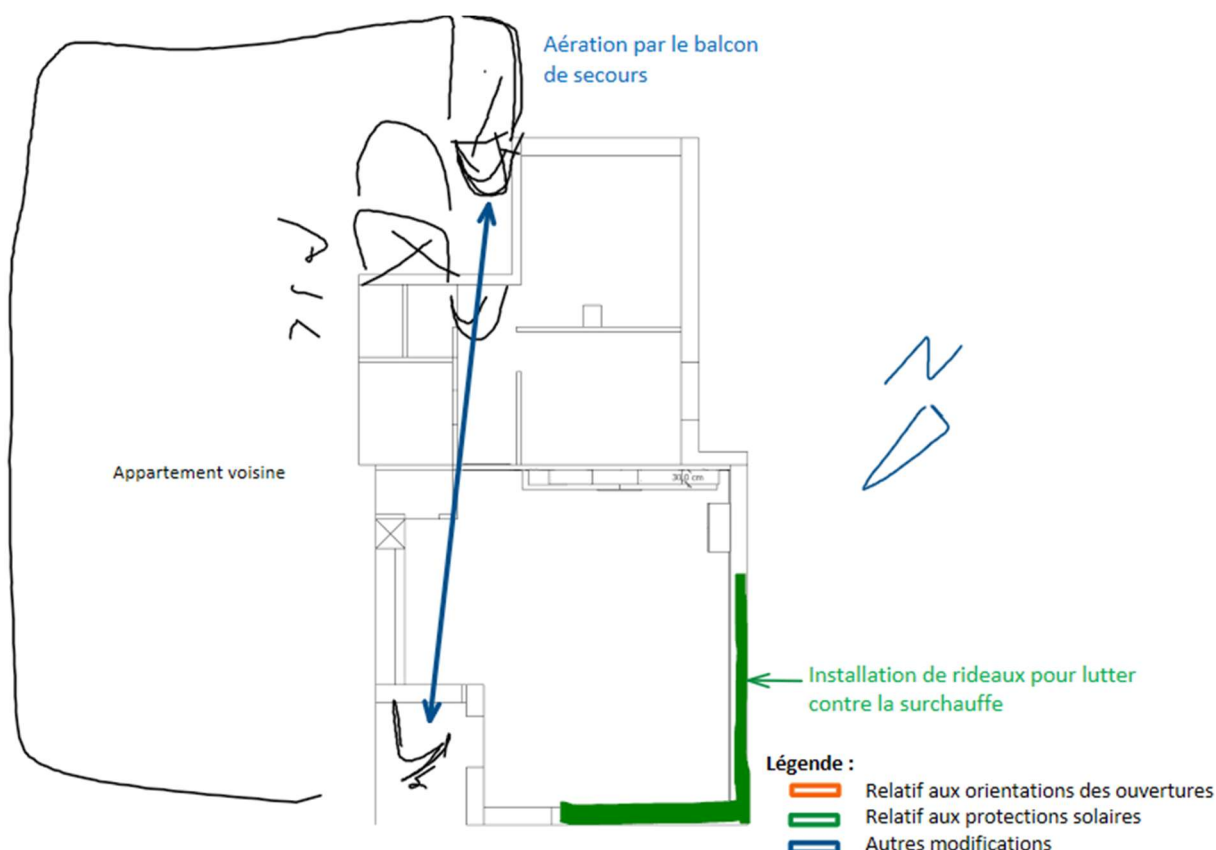 Aération par le balcon
de secours
N
Appartement voisine
30,0 cm
Installation de rideaux pour lutter
contre la surchauffe
Légende :
Relatif aux orientations des ouvertures
Relatif aux protections solaires
Autres modifications